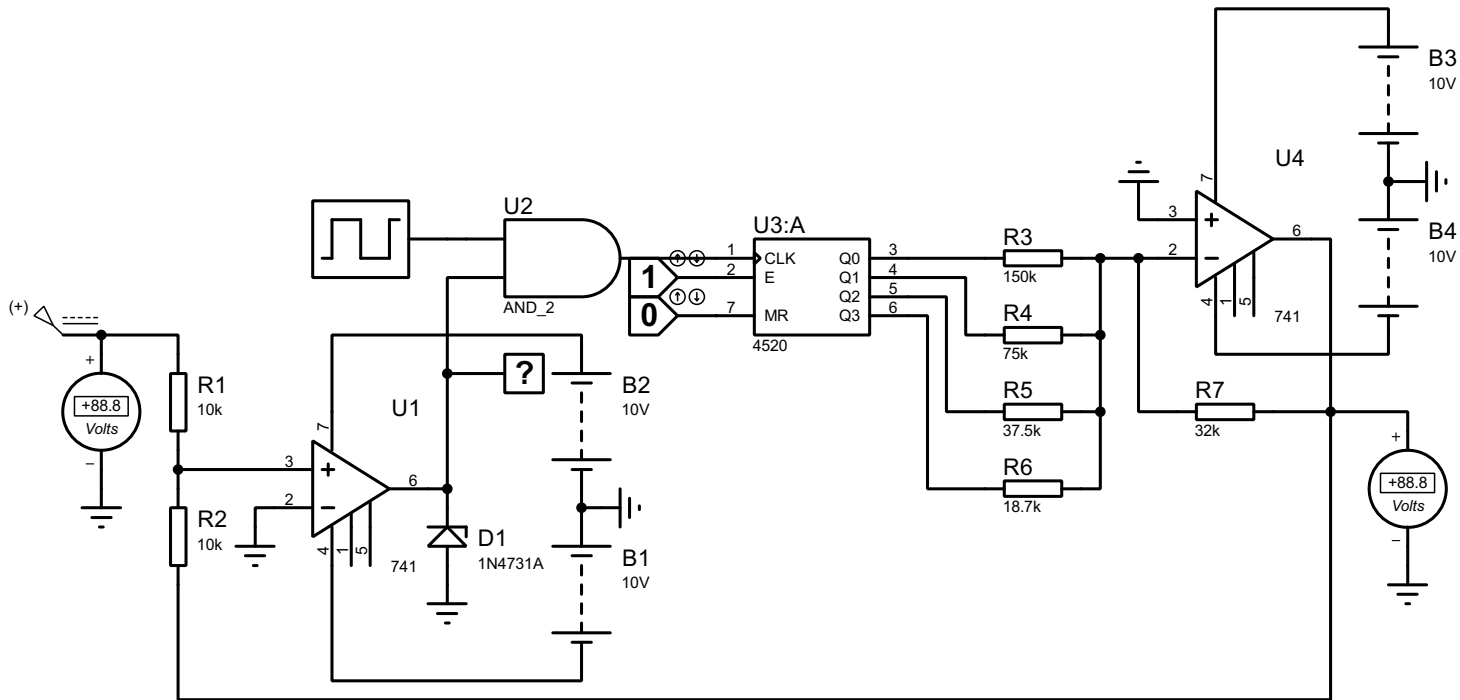 B3
10V
U4
7
3
+
6
2
−
4
1
5
741
B4
10V
U2
AND_2
U3:A
1
CLK
Q0
3
1
2
E
Q1
4
Q2
5
0
7
MR
Q3
6
4520
R3
150k
R4
75k
R5
37.5k
R6
18.7k
R7
32k
(+)
+
+88.8
Volts
−
R1
10k
R2
10k
U1
?
B2
10V
7
3
+
6
2
−
4
1
5
741
D1
1N4731A
B1
10V
+
+88.8
Volts
−